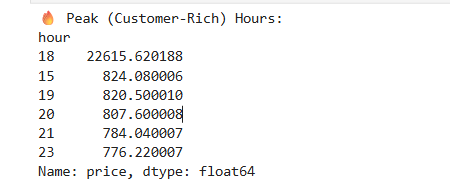 🔥 Peak (Customer-Rich) Hours:
hour
18    22615.620188
15      824.080006
19      820.500010
20      807.600008
21      784.040007
23      776.220007
Name: price, dtype: float64